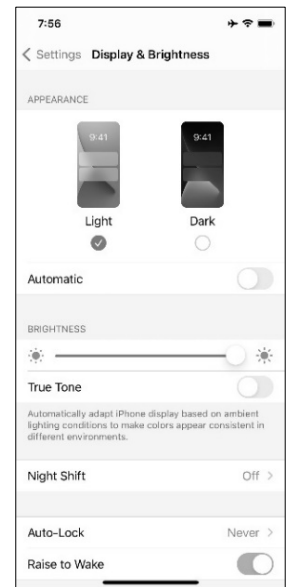 7:56
Settings Display & Brightness
APPEARANCE
9:41 9:41
Light Dark
Automatic
BRIGHTNESS
True Tone
Automatically adapt iPhone display based on ambient
lighting conditions to make colors appear consistent in
different environments.
Night Shift Off
Auto-Lock Never
Raise to Wake